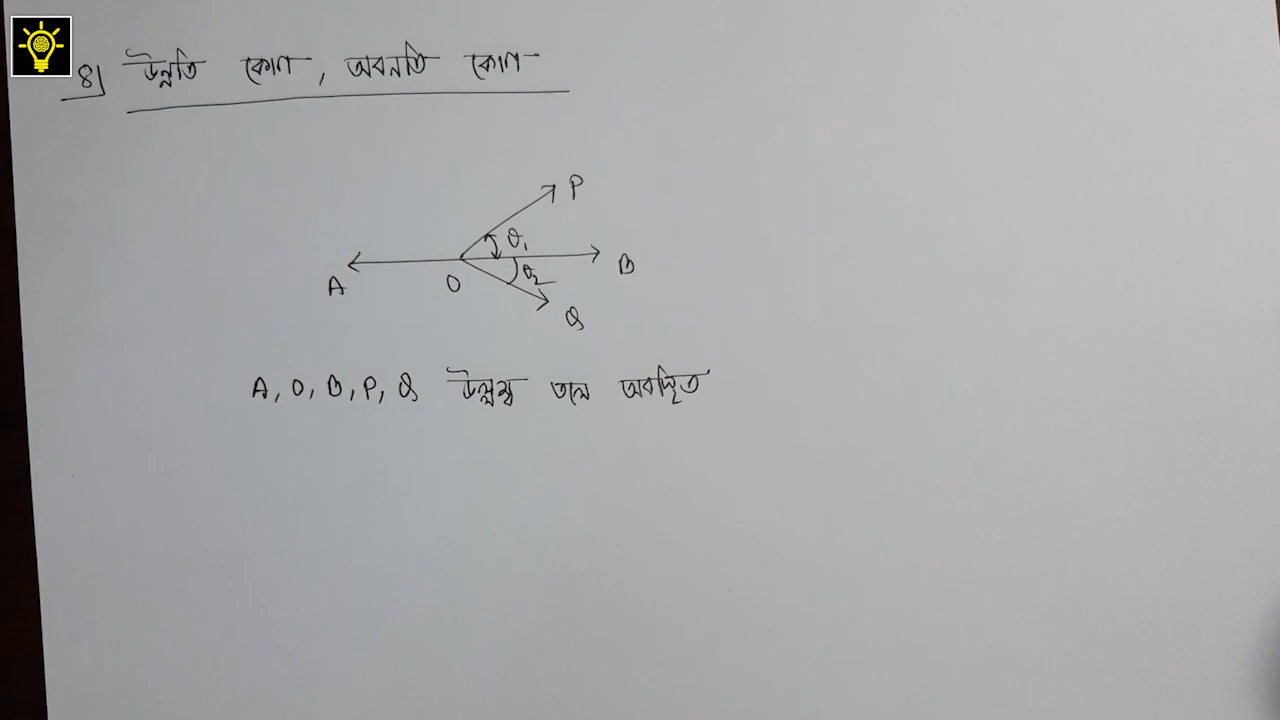 ৪| উন্নতি কোণ, অবনতি কোণ
P
θ₁
A O B
θ₂
Q
A, O, B, P, Q উল্লম্ব তলে অবস্থিত